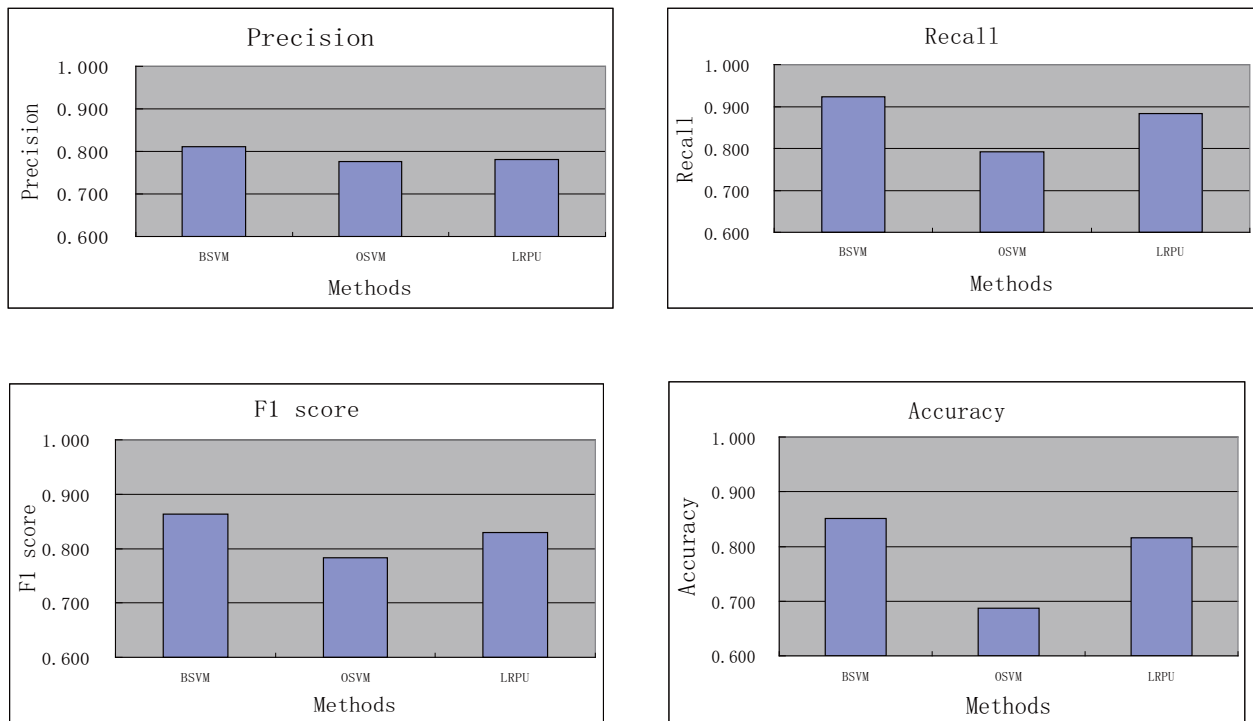 Precision
1.000
0.900
0.800
0.700
0.600
Precision
BSVM OSVM LRPU
Methods
Recall
1.000
0.900
0.800
0.700
0.600
Recall
BSVM OSVM LRPU
Methods
F1 score
1.000
0.900
0.800
0.700
0.600
F1 score
BSVM OSVM LRPU
Methods
Accuracy
1.000
0.900
0.800
0.700
0.600
Accuracy
BSVM OSVM LRPU
Methods